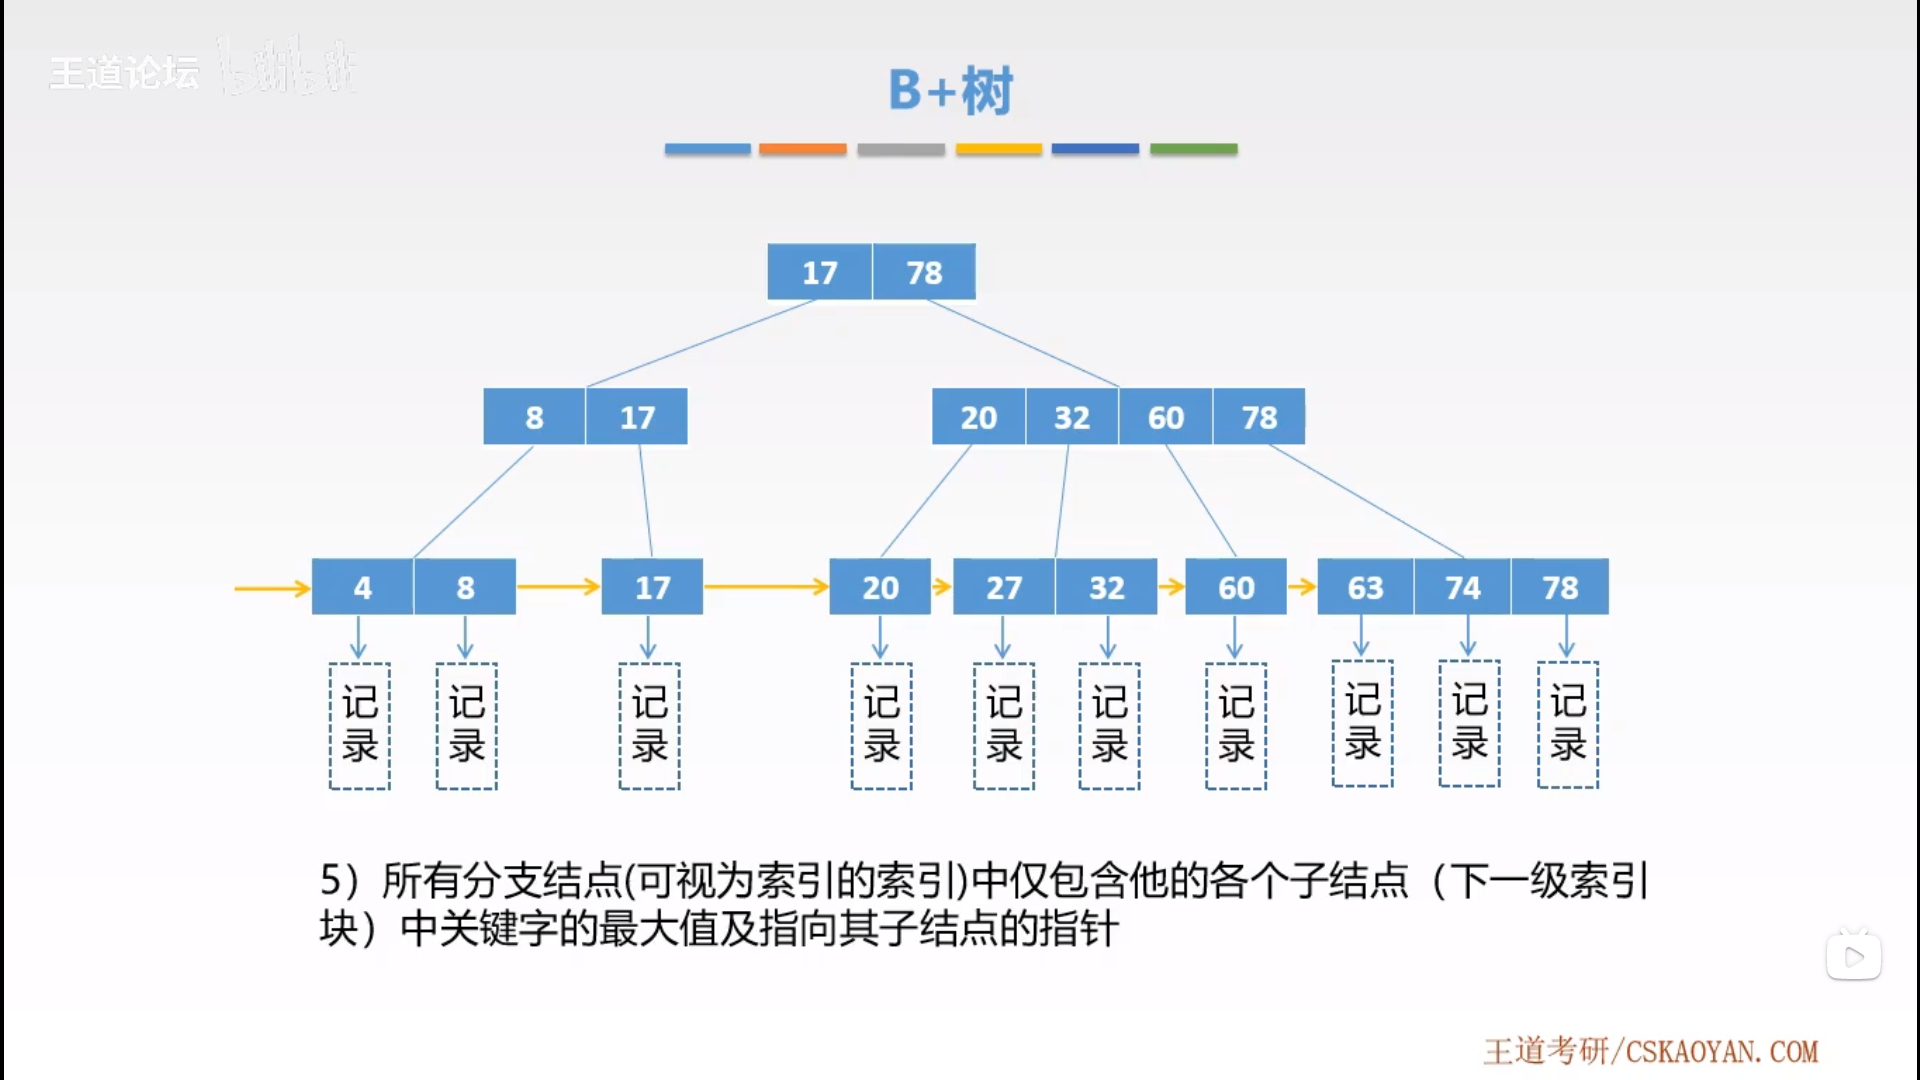 王道论坛 bilibili
B+树
17 78
8 17 20 32 60 78
4 8 17 20 27 32 60 63 74 78
记录 记录 记录 记录 记录 记录 记录 记录 记录 记录
5）所有分支结点(可视为索引的索引)中仅包含他的各个子结点（下一级索引
块）中关键字的最大值及指向其子结点的指针
王道考研/CSKAOYAN.COM